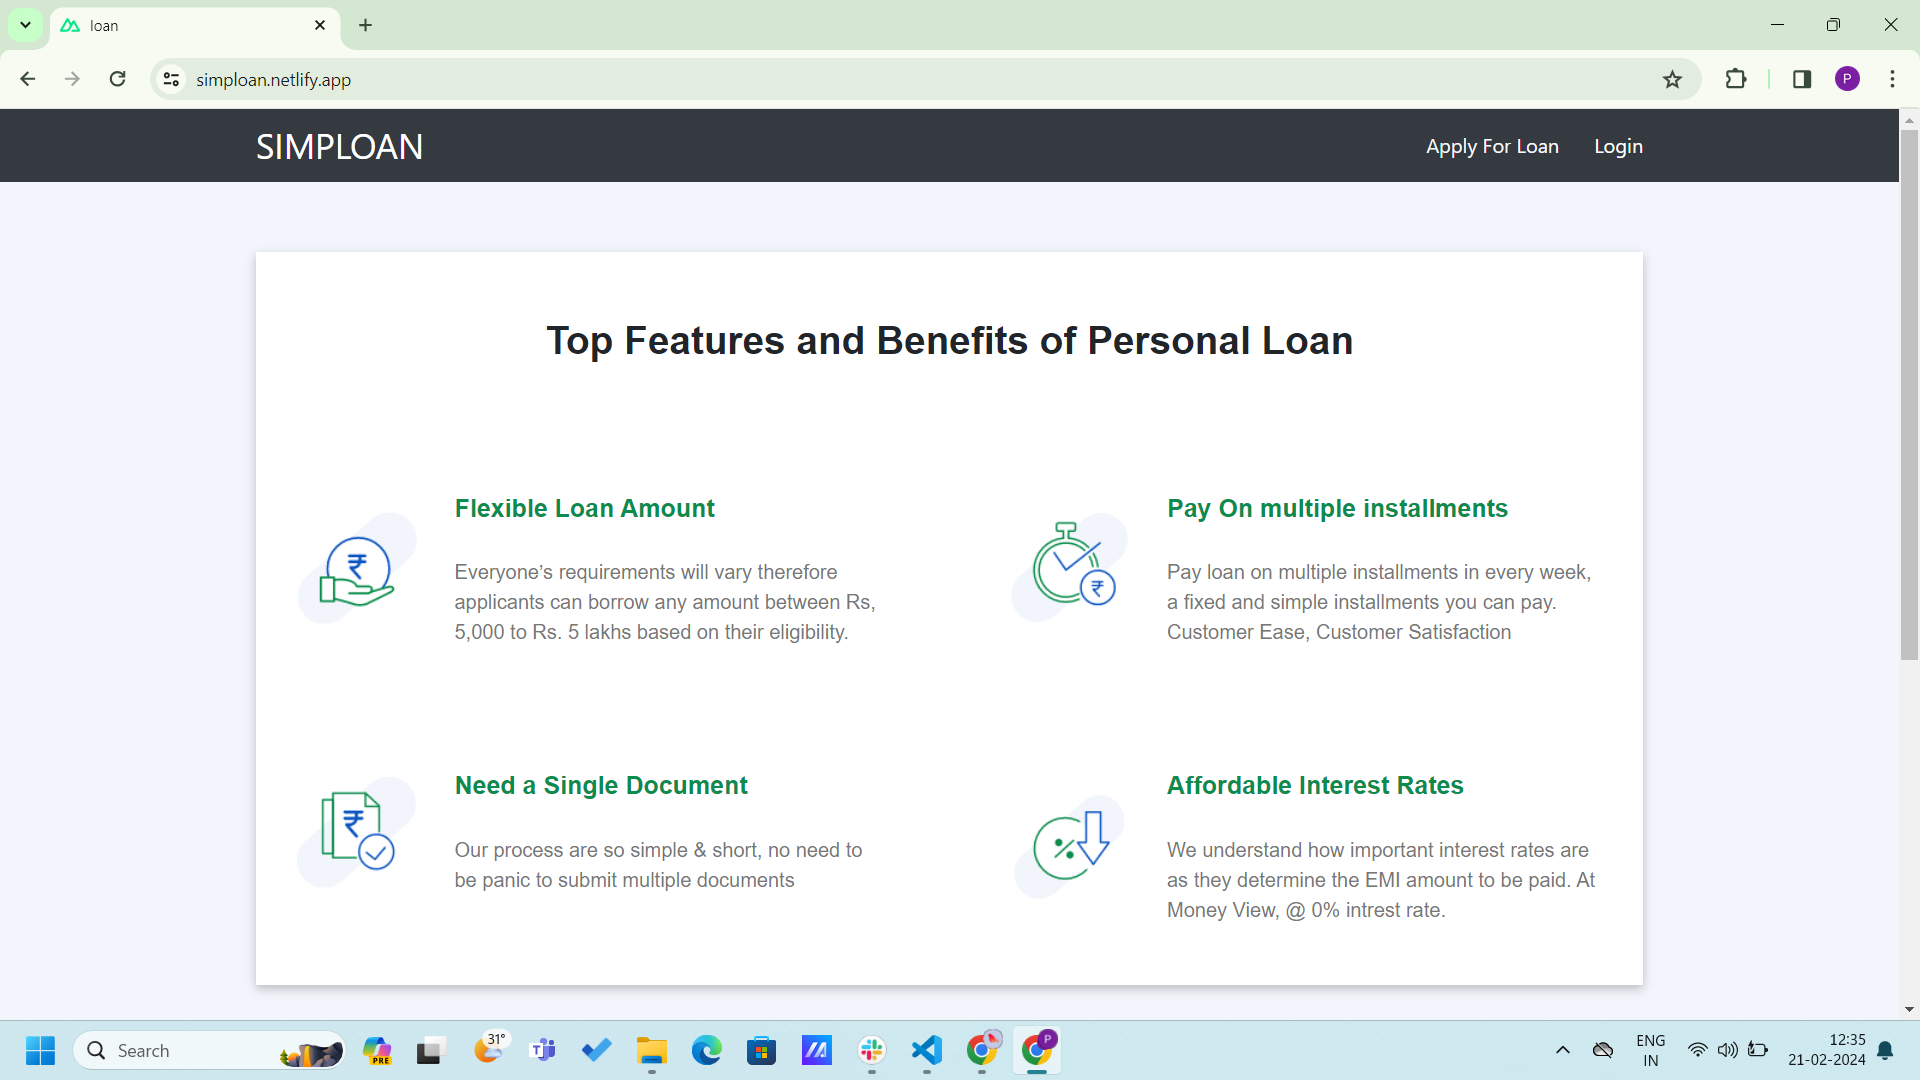 loan
simploan.netlify.app
P
SIMPLOAN
Apply For Loan
Login
Top Features and Benefits of Personal Loan
Flexible Loan Amount
Everyone’s requirements will vary therefore
applicants can borrow any amount between Rs,
5,000 to Rs. 5 lakhs based on their eligibility.
Pay On multiple installments
Pay loan on multiple installments in every week,
a fixed and simple installments you can pay.
Customer Ease, Customer Satisfaction
Need a Single Document
Our process are so simple & short, no need to
be panic to submit multiple documents
Affordable Interest Rates
We understand how important interest rates are
as they determine the EMI amount to be paid. At
Money View, @ 0% intrest rate.
Search
PRE
31°
P
ENG
IN
12:35
21-02-2024